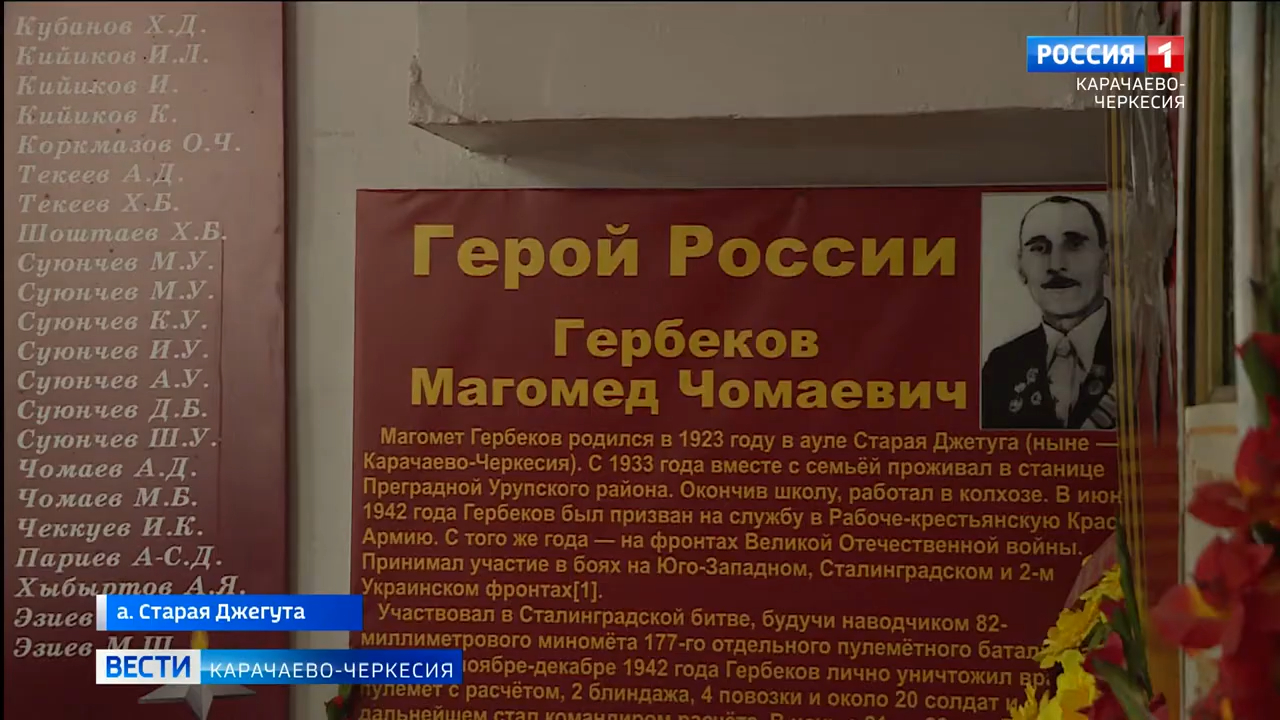 Кубанов Х.Д.
Кийиков И.Л.
Кийиков И.
Кийиков К.
Коркмазов О.Ч.
Текеев А.Д.
Текеев Х.Б.
Шоштаев Х.Б.
Суюнчев М.У.
Суюнчев М.У.
Суюнчев К.У.
Суюнчев И.У.
Суюнчев А.У.
Суюнчев Д.Б.
Суюнчев Ш.У.
Чомаев А.Д.
Чомаев М.Б.
Чеккуев И.К.
Париев А-С.Д.
Хыбыртов А.Я.
Эзиев
Эзиев М.Ш.
РОССИЯ 1
КАРАЧАЕВО-
ЧЕРКЕСИЯ
Герой России
Гербеков
Магомед Чомаевич
Магомет Гербеков родился в 1923 году в ауле Старая Джетуга (ныне —
Карачаево-Черкесия). С 1933 года вместе с семьёй проживал в станице
Преградной Урупского района. Окончив школу, работал в колхозе. В июн
1942 года Гербеков был призван на службу в Рабоче-крестьянскую Крас
Армию. С того же года — на фронтах Великой Отечественной войны.
Принимал участие в боях на Юго-Западном, Сталинградском и 2-м
Украинском фронтах[1].
Участвовал в Сталинградской битве, будучи наводчиком 82-
миллиметрового миномёта 177-го отдельного пулемётного батал
ноябре-декабре 1942 года Гербеков лично уничтожил
пулемет с расчётом, 2 блиндажа, 4 повозки и около 20 солдат и
дальнейшем стал командиром расчёта.
а. Старая Джегута
ВЕСТИ КАРАЧАЕВО-ЧЕРКЕСИЯ